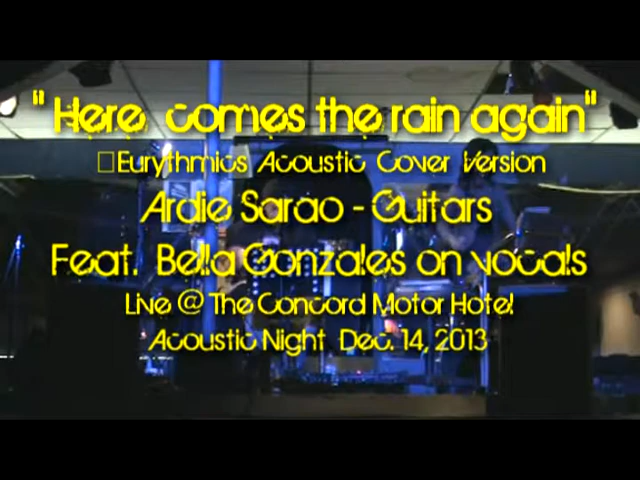 "Here comes the rain again"
Eurythmics Acoustic Cover Version
Ardie Sarao - Guitars
Feat. Bella Gonzales on vocals
Live @ The Concord Motor Hotel
Acoustic Night Dec. 14, 2013